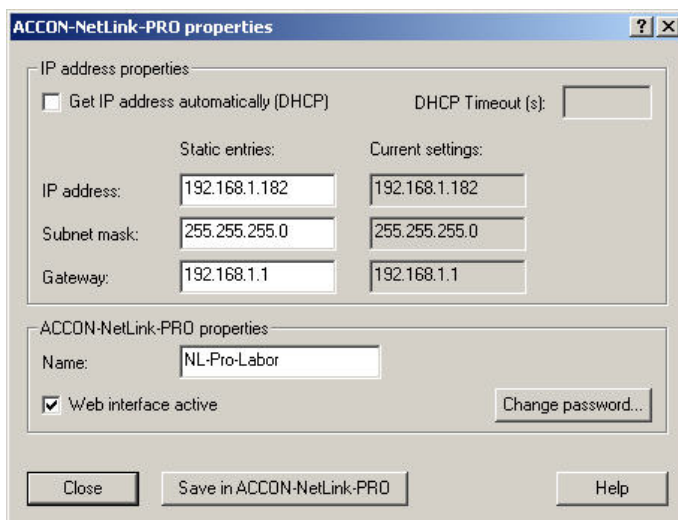 ACCON-NetLink-PRO properties
IP address properties
Get IP address automatically (DHCP) DHCP Timeout (s):
Static entries: Current settings:
IP address: 192.168.1.182 192.168.1.182
Subnet mask: 255.255.255.0 255.255.255.0
Gateway: 192.168.1.1 192.168.1.1
ACCON-NetLink-PRO properties
Name: NL-Pro-Labor
Web interface active Change password...
Close Save in ACCON-NetLink-PRO Help